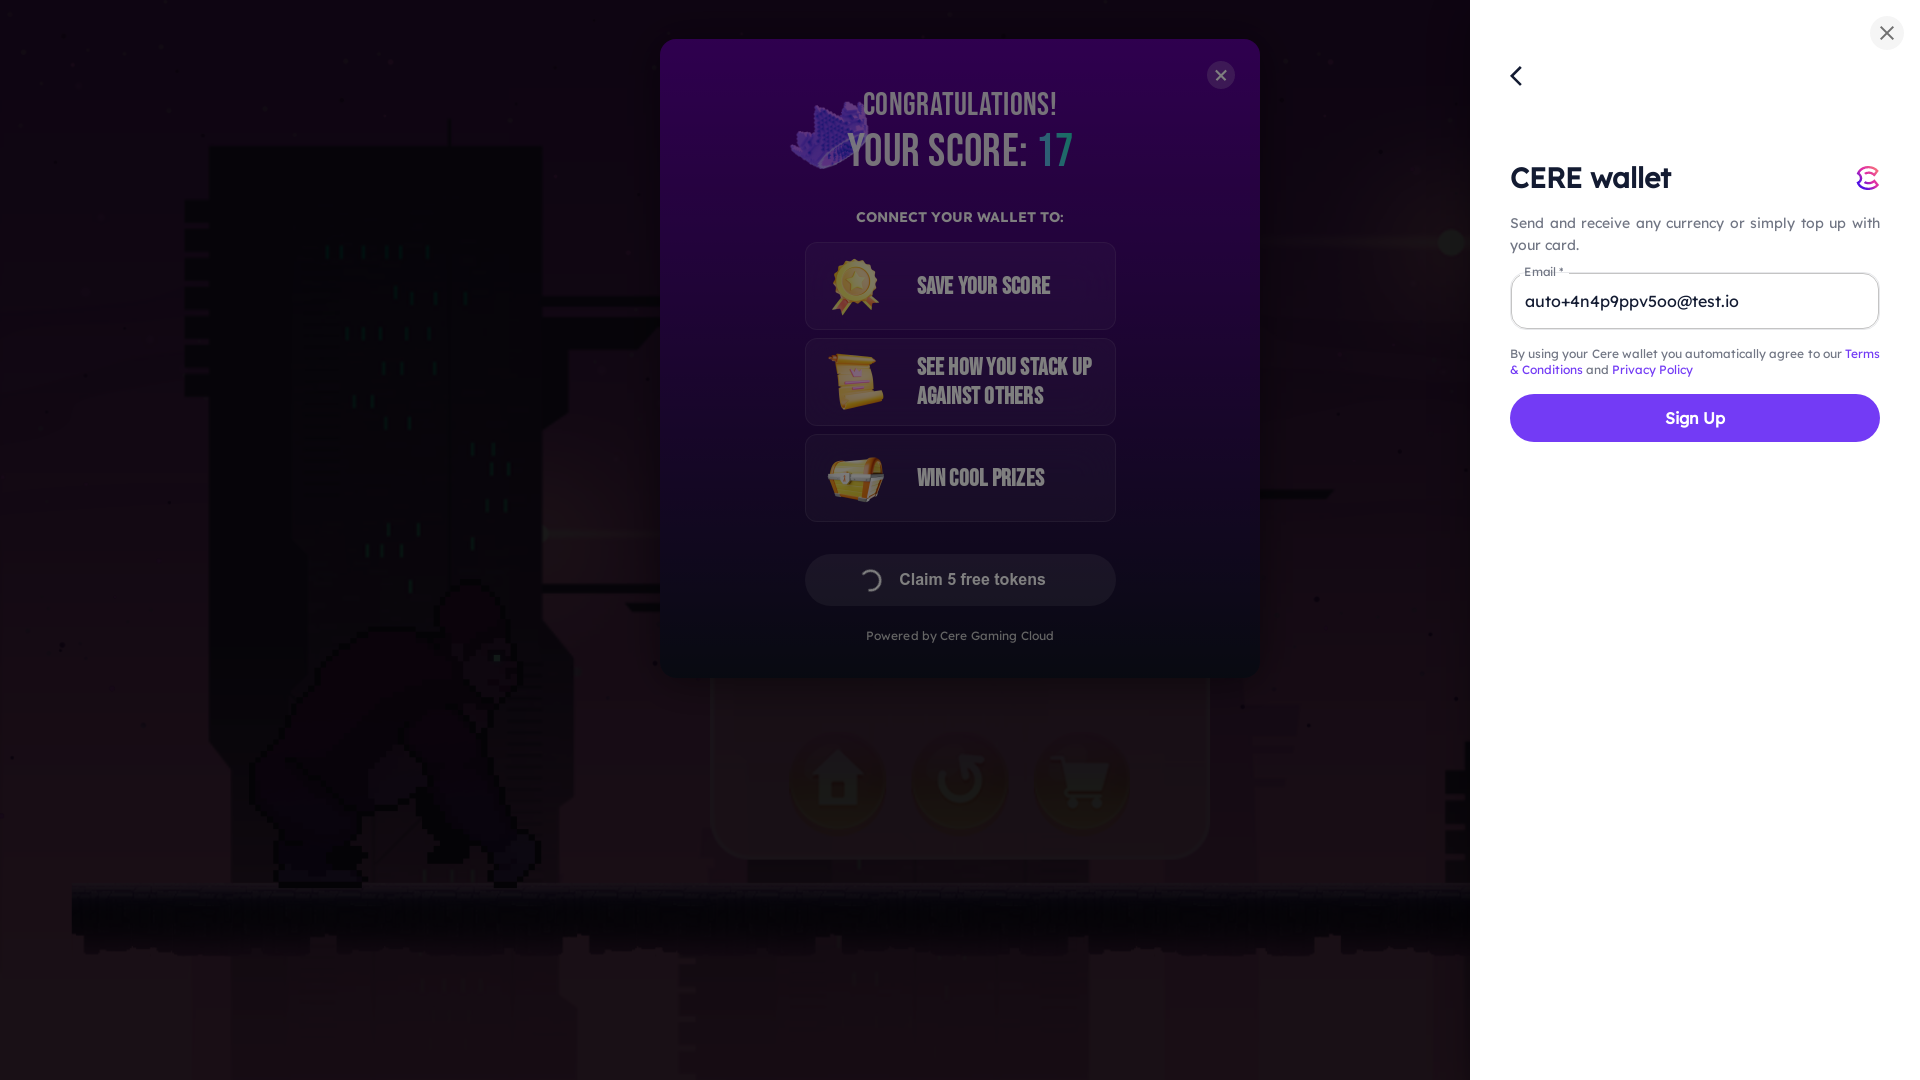 CONGRATULATIONS!
YOUR SCORE: 17
CONNECT YOUR WALLET TO:
SAVE YOUR SCORE
SEE HOW YOU STACK UP
AGAINST OTHERS
WIN COOL PRIZES
Claim 5 free tokens
Powered by Cere Gaming Cloud
CERE wallet
Send and receive any currency or simply top up with
your card.
Email *
auto+4n4p9ppv5oo@test.io
By using your Cere wallet you automatically agree to our Terms
& Conditions and Privacy Policy
Sign Up